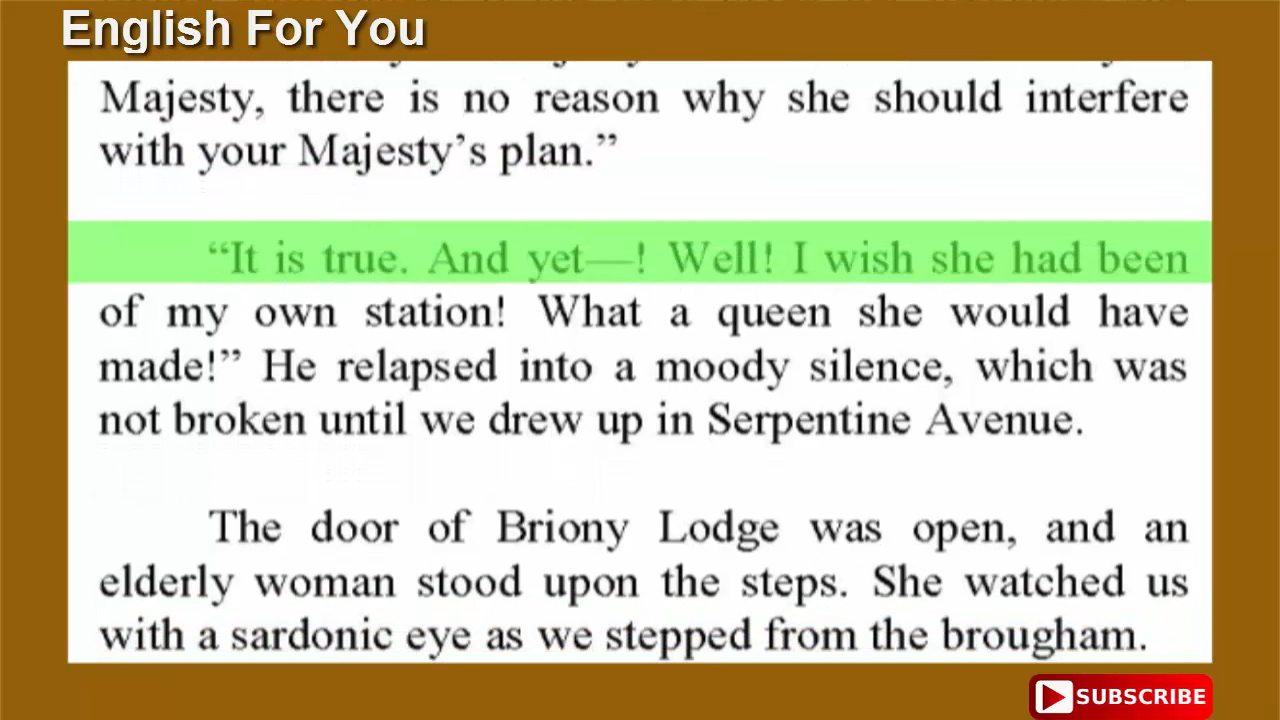 English For You
Majesty, there is no reason why she should interfere
with your Majesty’s plan.”
“It is true. And yet—! Well! I wish she had been
of my own station! What a queen she would have
made!” He relapsed into a moody silence, which was
not broken until we drew up in Serpentine Avenue.
The door of Briony Lodge was open, and an
elderly woman stood upon the steps. She watched us
with a sardonic eye as we stepped from the brougham.
SUBSCRIBE